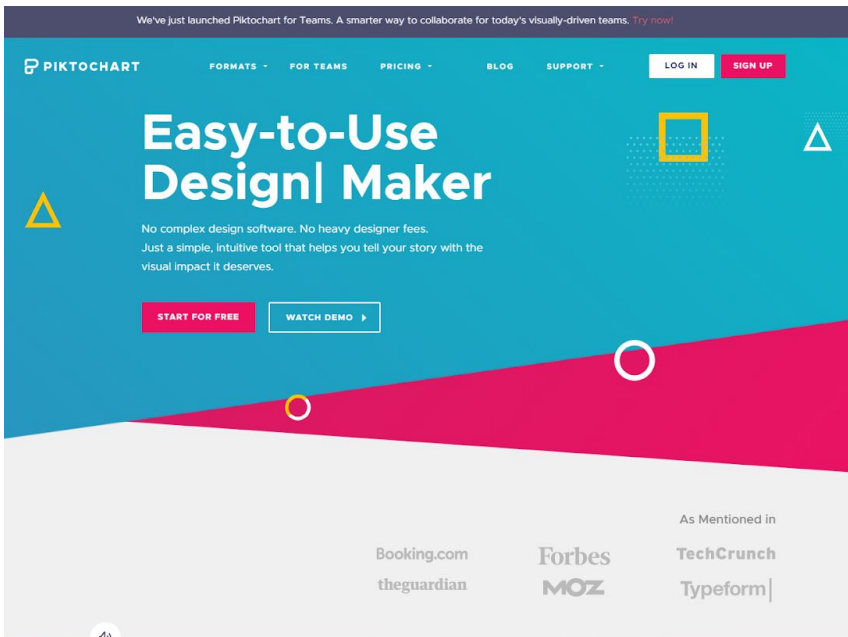 We've just launched Piktochart for Teams. A smarter way to collaborate for today's visually-driven teams. Try now!
PIKTOCHART
FORMATS
FOR TEAMS
PRICING
BLOG
SUPPORT
LOG IN
SIGN UP
Easy-to-Use
Design| Maker
No complex design software. No heavy designer fees.
Just a simple, intuitive tool that helps you tell your story with the
visual impact it deserves.
START FOR FREE
WATCH DEMO
As Mentioned in
Booking.com
Forbes
TechCrunch
theguardian
MOZ
Typeform|